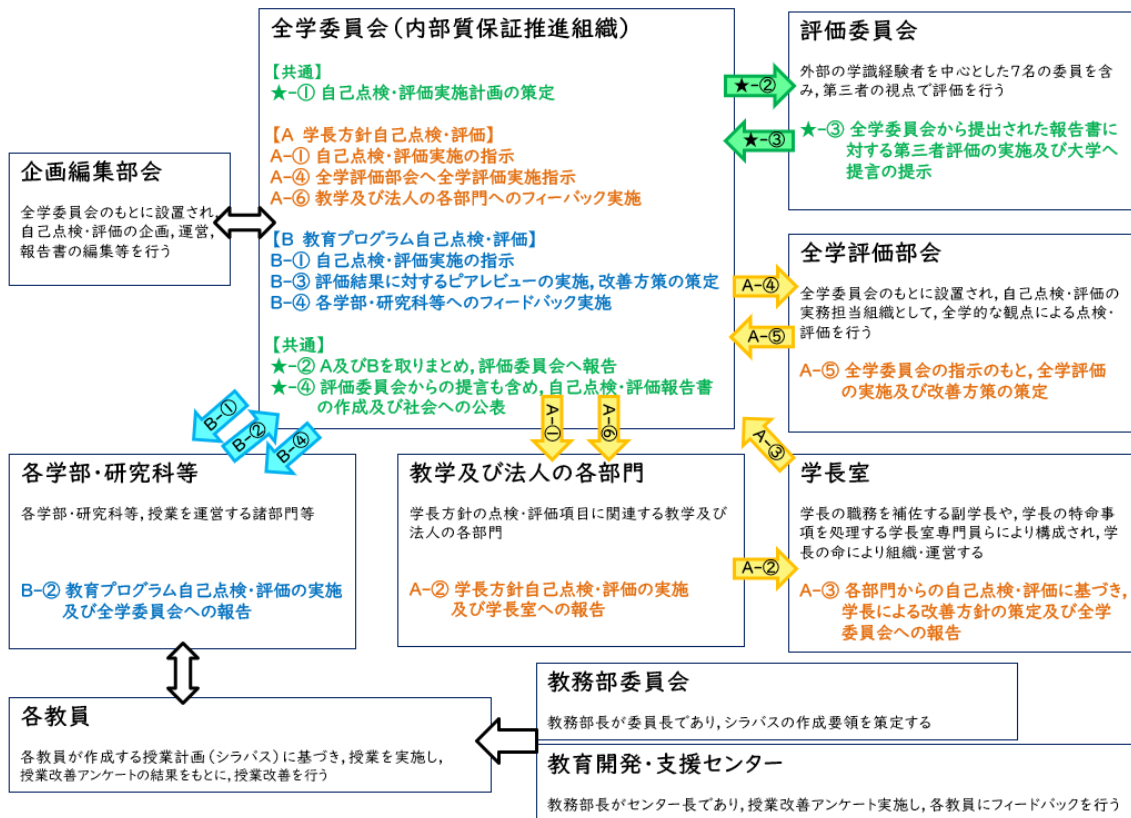 全学委員会（内部質保証推進組織）
【共通】
★-① 自己点検・評価実施計画の策定
【A 学長方針自己点検・評価】
A-① 自己点検・評価実施の指示
A-④ 全学評価部会へ全学評価実施指示
A-⑥ 教学及び法人の各部門へのフィーバック実施
【B 教育プログラム自己点検・評価】
B-① 自己点検・評価実施の指示
B-③ 評価結果に対するピアレビューの実施，改善方策の策定
B-④ 各学部・研究科等へのフィードバック実施
【共通】
★-② A及びBを取りまとめ，評価委員会へ報告
★-④ 評価委員会からの提言も含め，自己点検・評価報告書
の作成及び社会への公表
★-②
★-③
評価委員会
外部の学識経験者を中心とした7名の委員を含
み，第三者の視点で評価を行う
★-③ 全学委員会から提出された報告書に
対する第三者評価の実施及び大学へ
提言の提示
企画編集部会
全学委員会のもとに設置され，
自己点検・評価の企画，運営，
報告書の編集等を行う
A-④
A-⑤
全学評価部会
全学委員会のもとに設置され，自己点検・評価の
実務担当組織として，全学的な観点による点検・
評価を行う
A-⑤ 全学委員会の指示のもと，全学評価
の実施及び改善方策の策定
B-①
B-②
B-④
A-①
A-⑥
A-③
各学部・研究科等
各学部・研究科等，授業を運営する諸部門等
B-② 教育プログラム自己点検・評価の実施
及び全学委員会への報告
教学及び法人の各部門
学長方針の点検・評価項目に関連する教学及び
法人の各部門
A-② 学長方針自己点検・評価の実施
及び学長室への報告
A-②
学長室
学長の職務を補佐する副学長や，学長の特命事
項を処理する学長室専門員らにより構成され，学
長の命により組織・運営する
A-③ 各部門からの自己点検・評価に基づき，
学長による改善方針の策定及び全学
委員会への報告
各教員
各教員が作成する授業計画（シラバス）に基づき，授業を実施し，
授業改善アンケートの結果をもとに，授業改善を行う
教務部委員会
教務部長が委員長であり，シラバスの作成要領を策定する
教育開発・支援センター
教務部長がセンター長であり，授業改善アンケート実施し，各教員にフィードバックを行う